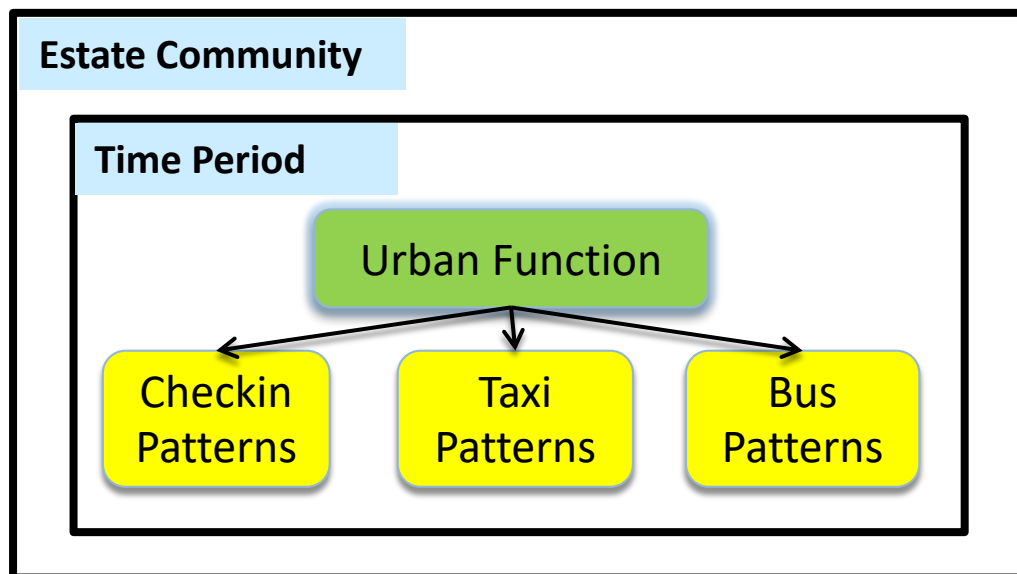 Estate Community
Time Period
Urban Function
Checkin
Patterns
Taxi
Patterns
Bus
Patterns